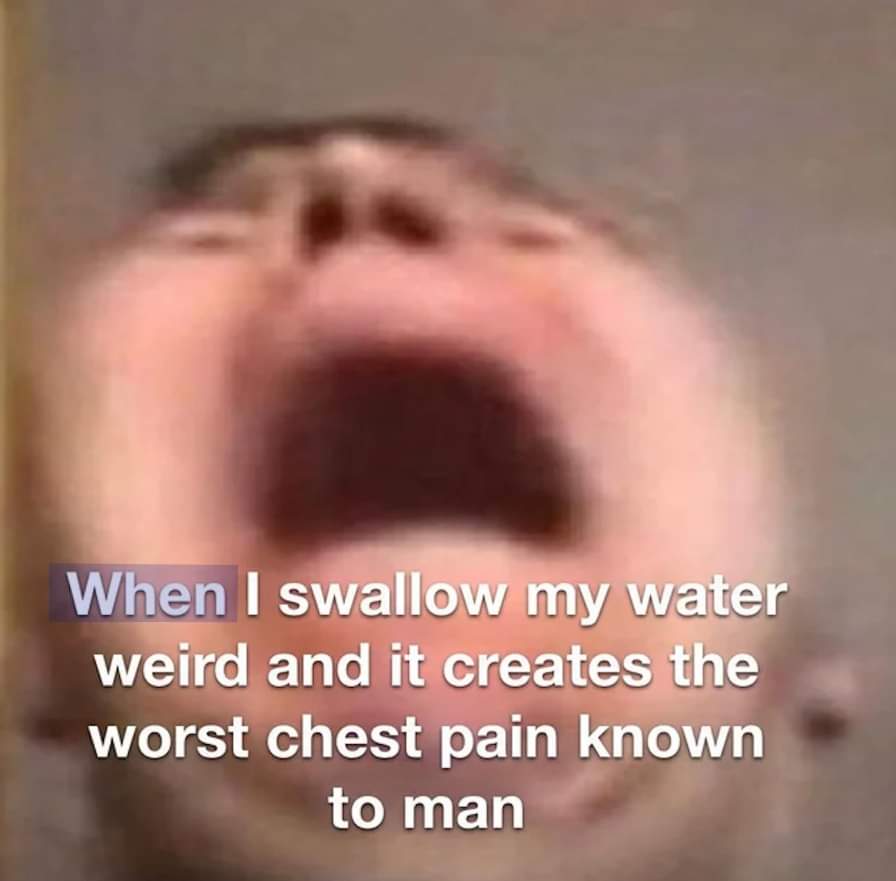 When I swallow my water
weird and it creates the
worst chest pain known
to man